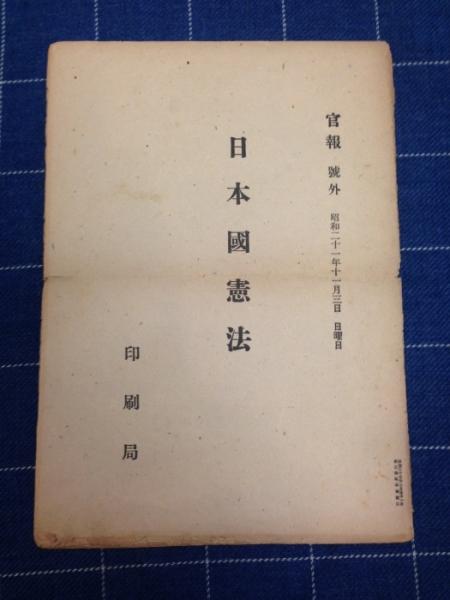 官報 號外 昭和二十一年十一月三日 日曜日
日本國憲法
印刷局